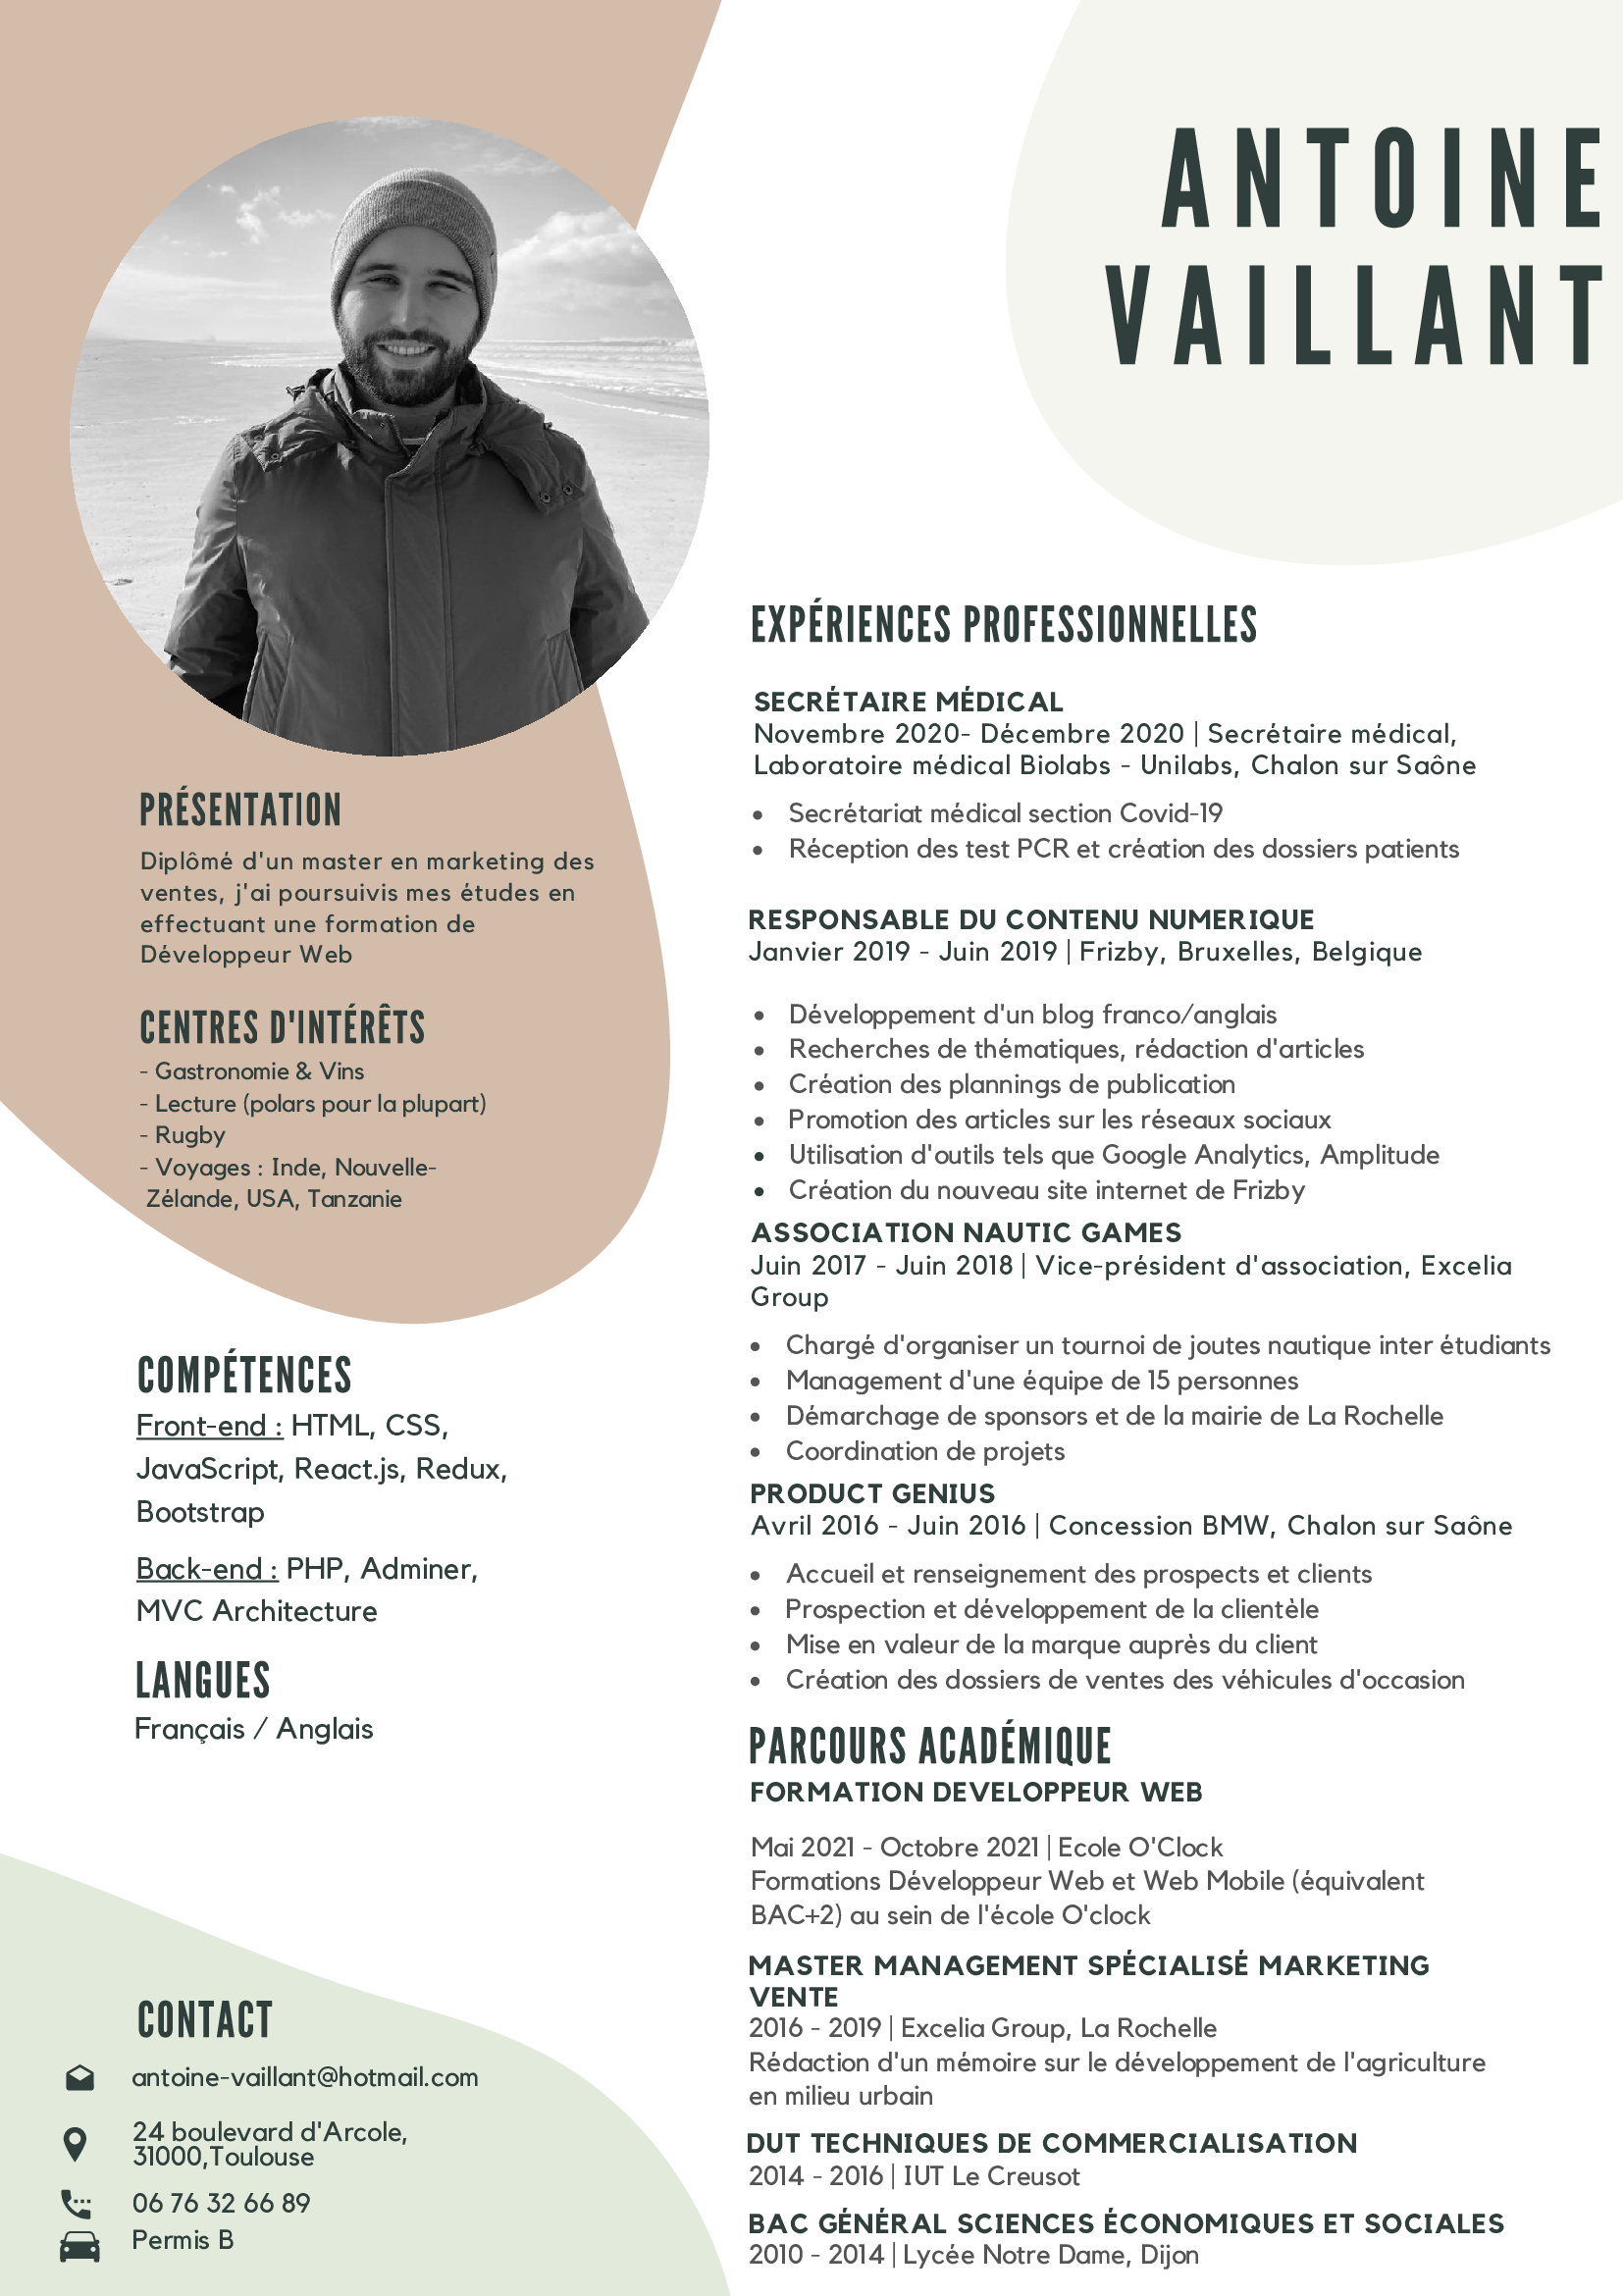 ANTOINE
VAILLANT
PRÉSENTATION
Diplômé d'un master en marketing des
ventes, j'ai poursuivis mes études en
effectuant une formation de
Développeur Web
CENTRES D'INTÉRÊTS
- Gastronomie & Vins
- Lecture (polars pour la plupart)
- Rugby
- Voyages : Inde, Nouvelle-
Zélande, USA, Tanzanie
COMPÉTENCES
Front-end : HTML, CSS,
JavaScript, React.js, Redux,
Bootstrap
Back-end : PHP, Adminer,
MVC Architecture
LANGUES
Français / Anglais
CONTACT
antoine-vaillant@hotmail.com
24 boulevard d'Arcole,
31000,Toulouse
06 76 32 66 89
Permis B
EXPÉRIENCES PROFESSIONNELLES
SECRÉTAIRE MÉDICAL
Novembre 2020- Décembre 2020 | Secrétaire médical,
Laboratoire médical Biolabs - Unilabs, Chalon sur Saône
• Secrétariat médical section Covid-19
• Réception des test PCR et création des dossiers patients
RESPONSABLE DU CONTENU NUMERIQUE
Janvier 2019 - Juin 2019 | Frizby, Bruxelles, Belgique
• Développement d'un blog franco/anglais
• Recherches de thématiques, rédaction d'articles
• Création des plannings de publication
• Promotion des articles sur les réseaux sociaux
• Utilisation d'outils tels que Google Analytics, Amplitude
• Création du nouveau site internet de Frizby
ASSOCIATION NAUTIC GAMES
Juin 2017 - Juin 2018 | Vice-président d'association, Excelia
Group
• Chargé d'organiser un tournoi de joutes nautique inter étudiants
• Management d'une équipe de 15 personnes
• Démarchage de sponsors et de la mairie de La Rochelle
• Coordination de projets
PRODUCT GENIUS
Avril 2016 - Juin 2016 | Concession BMW, Chalon sur Saône
• Accueil et renseignement des prospects et clients
• Prospection et développement de la clientèle
• Mise en valeur de la marque auprès du client
• Création des dossiers de ventes des véhicules d'occasion
PARCOURS ACADÉMIQUE
FORMATION DEVELOPPEUR WEB
Mai 2021 - Octobre 2021 | Ecole O'Clock
Formations Développeur Web et Web Mobile (équivalent
BAC+2) au sein de l'école O'clock
MASTER MANAGEMENT SPÉCIALISÉ MARKETING
VENTE
2016 - 2019 | Excelia Group, La Rochelle
Rédaction d'un mémoire sur le développement de l'agriculture
en milieu urbain
DUT TECHNIQUES DE COMMERCIALISATION
2014 - 2016 | IUT Le Creusot
BAC GÉNÉRAL SCIENCES ÉCONOMIQUES ET SOCIALES
2010 - 2014 | Lycée Notre Dame, Dijon